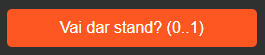 Vai dar stand? (0..1)